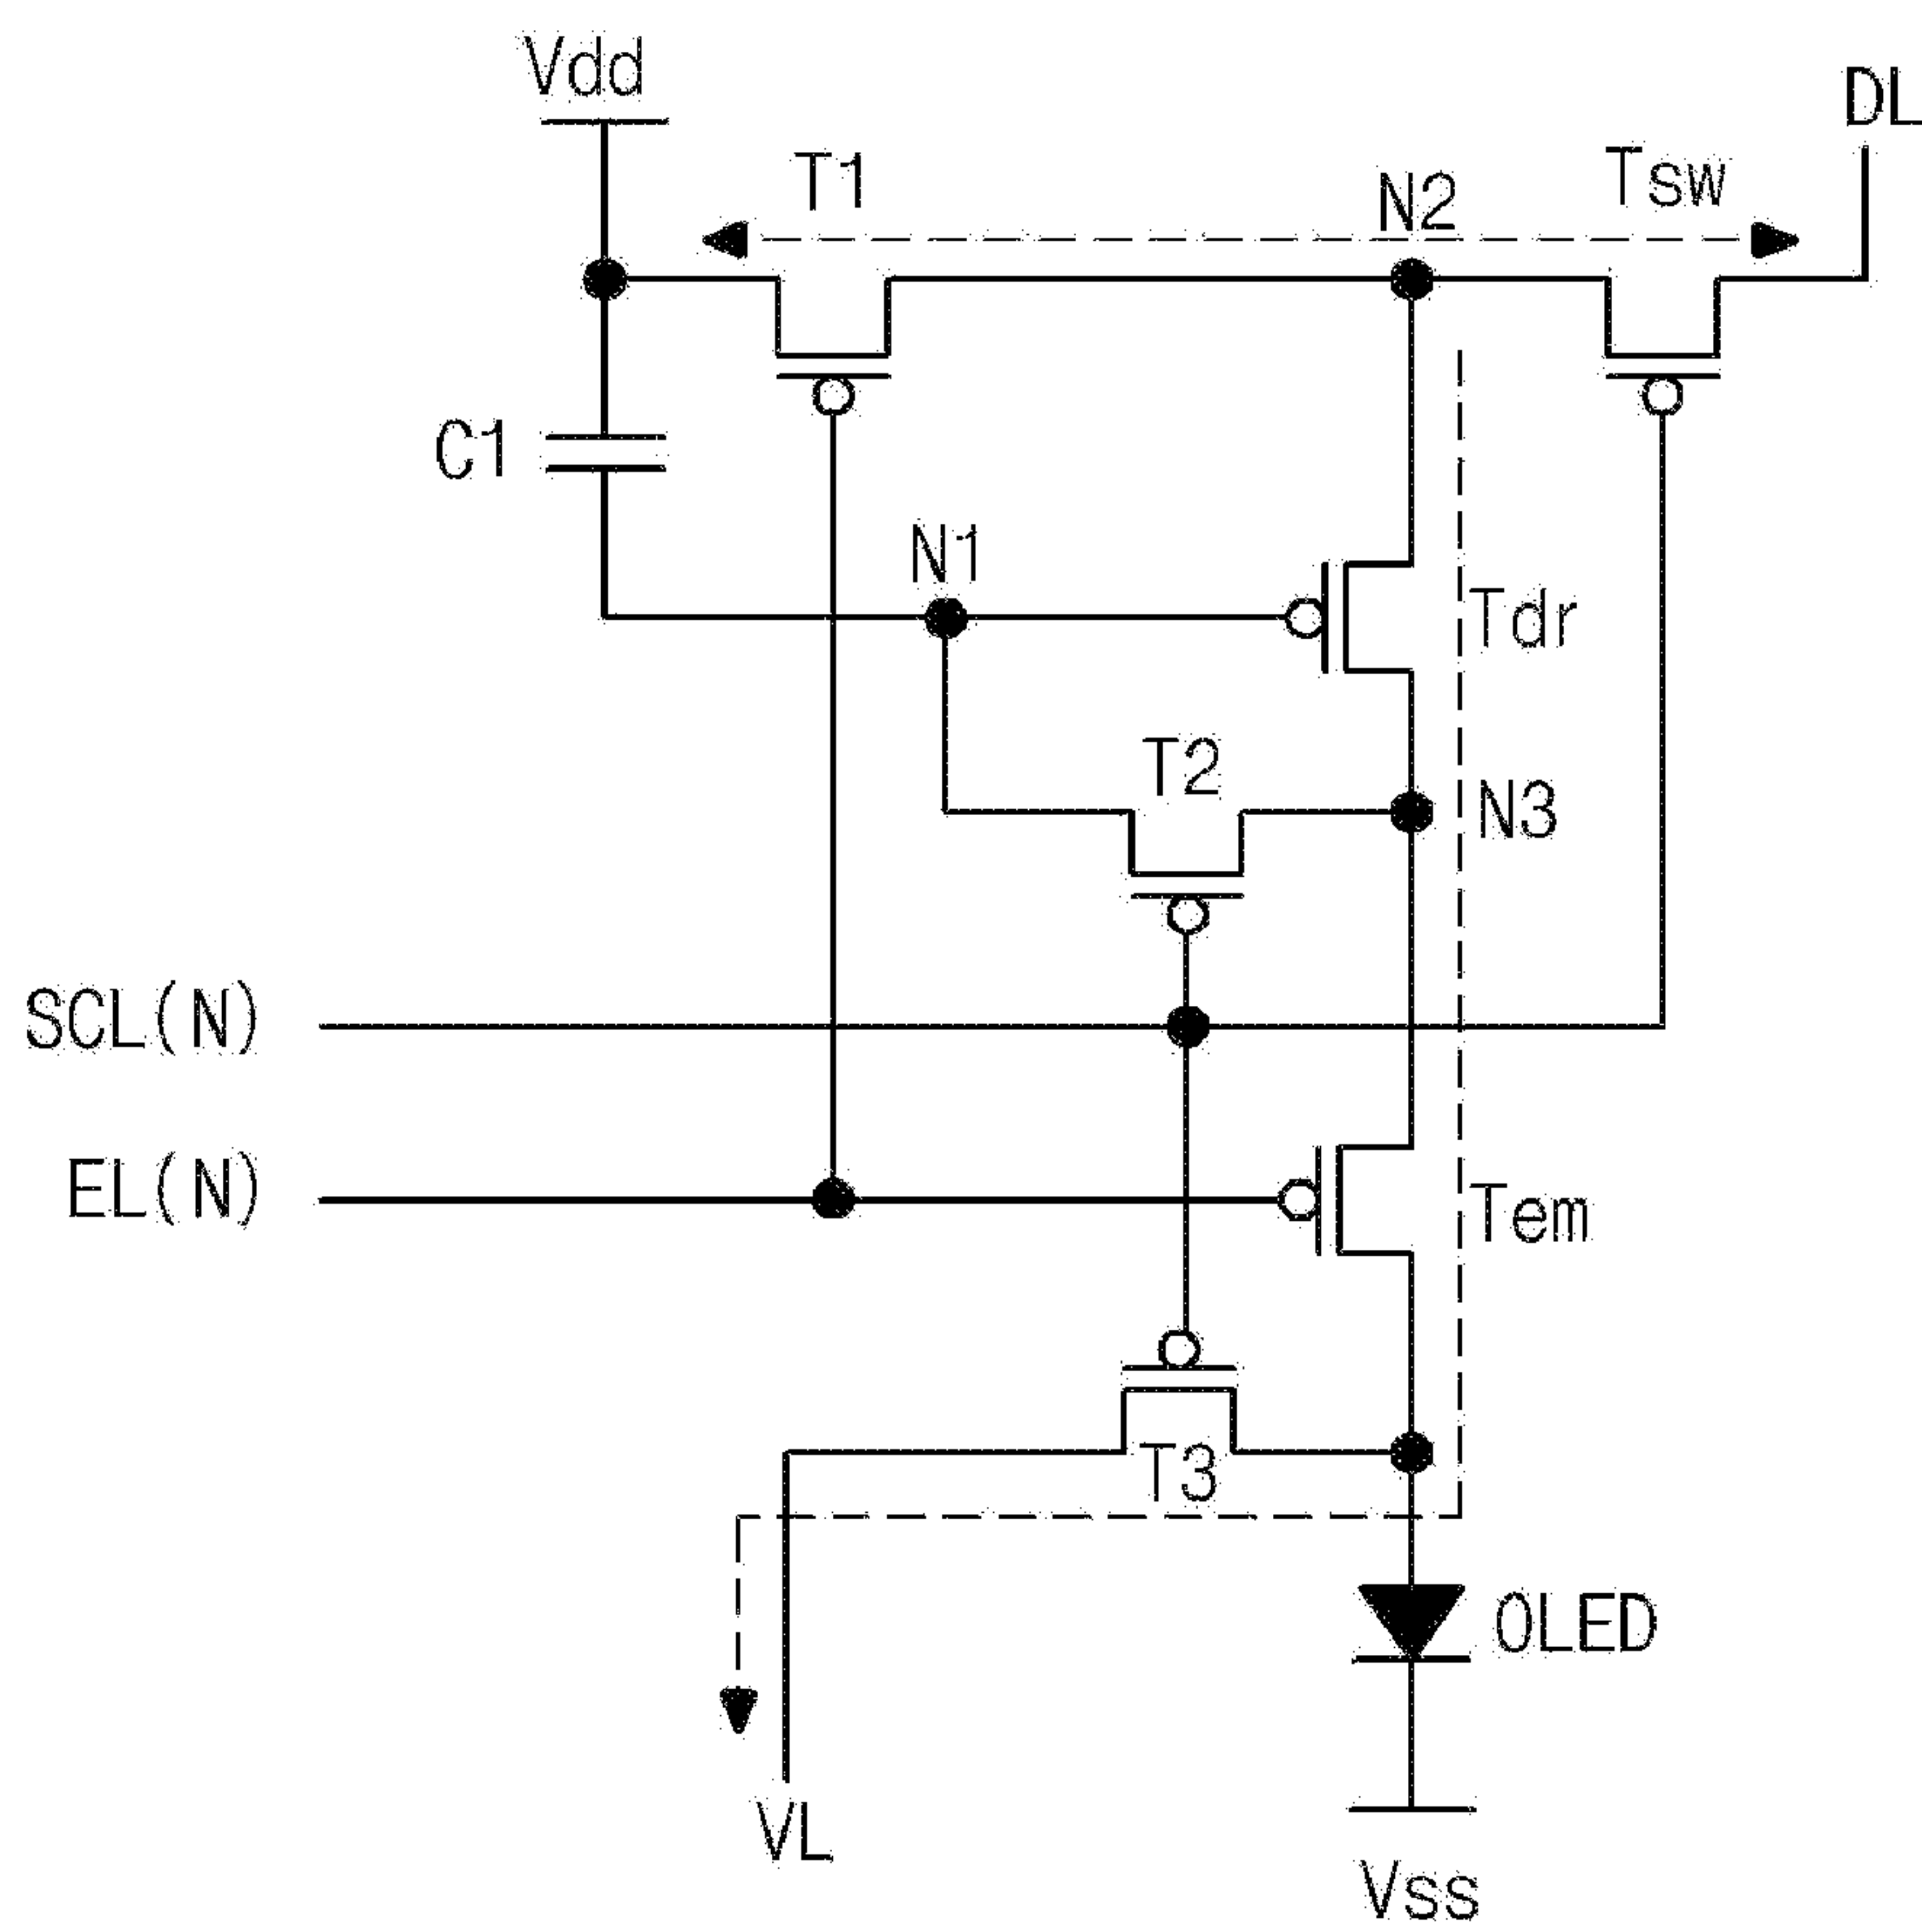 Vdd
DL
T1
Tsw
N2
C1
N1
Tdr
T2
N3
SCL(N)
EL(N)
Tem
T3
OLED
VL
Vss